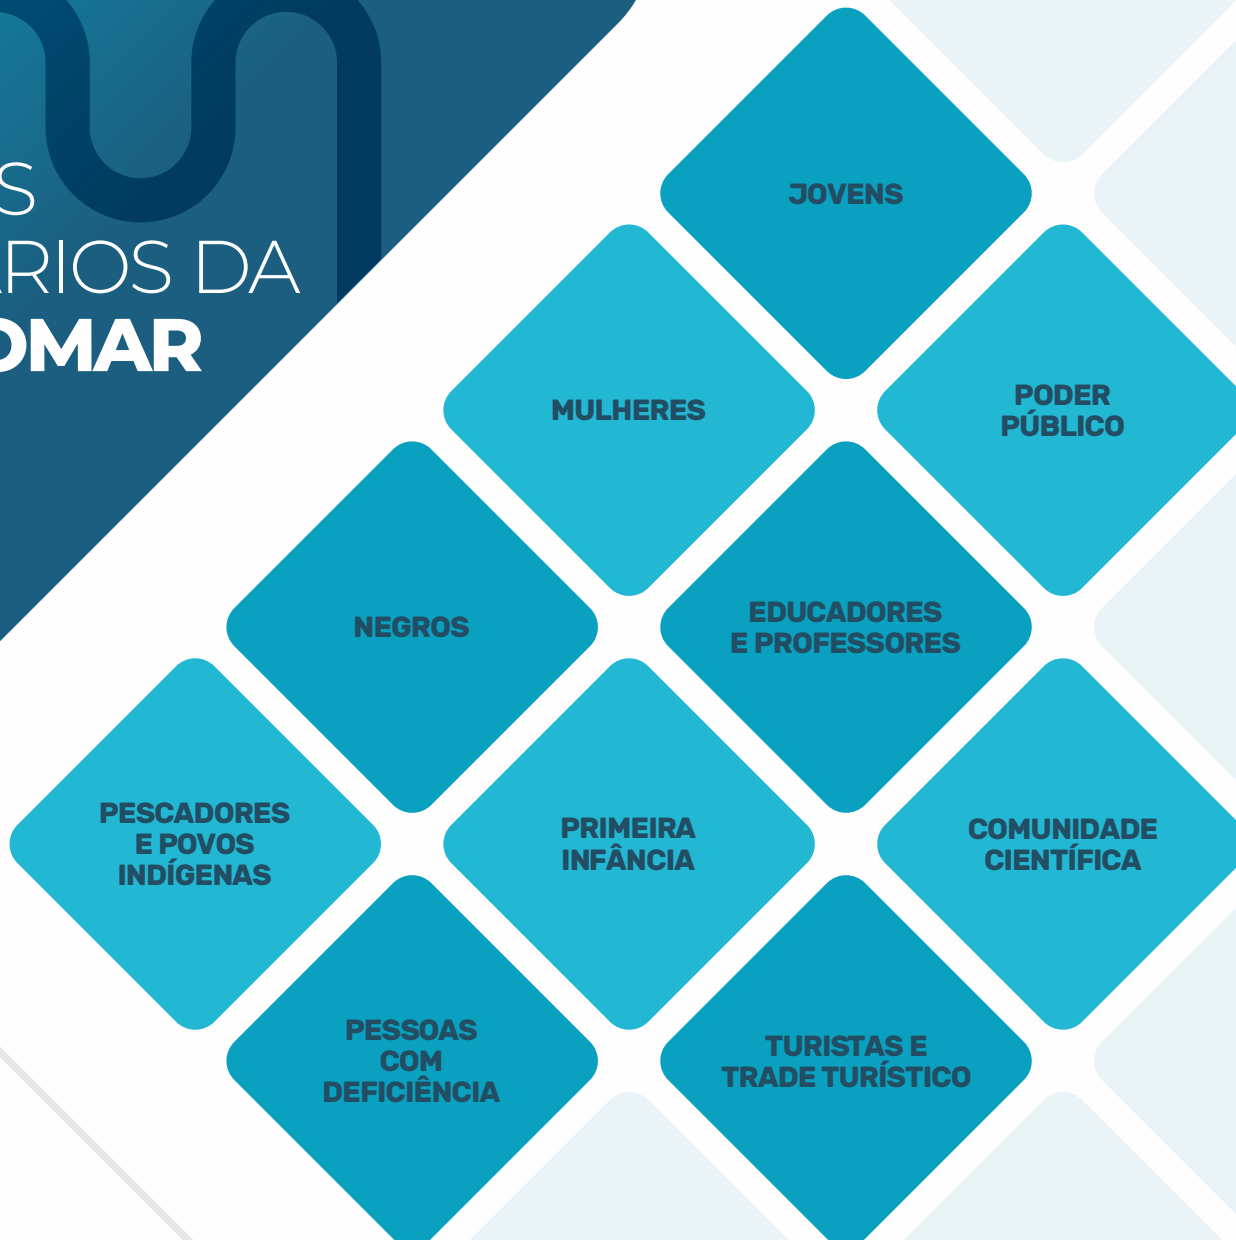 S
ÁRIOS DA
OMAR
JOVENS
MULHERES
PODER
PÚBLICO
NEGROS
EDUCADORES
E PROFESSORES
PESCADORES
E POVOS
INDÍGENAS
PRIMEIRA
INFÂNCIA
COMUNIDADE
CIENTÍFICA
PESSOAS
COM
DEFICIÊNCIA
TURISTAS E
TRADE TURÍSTICO